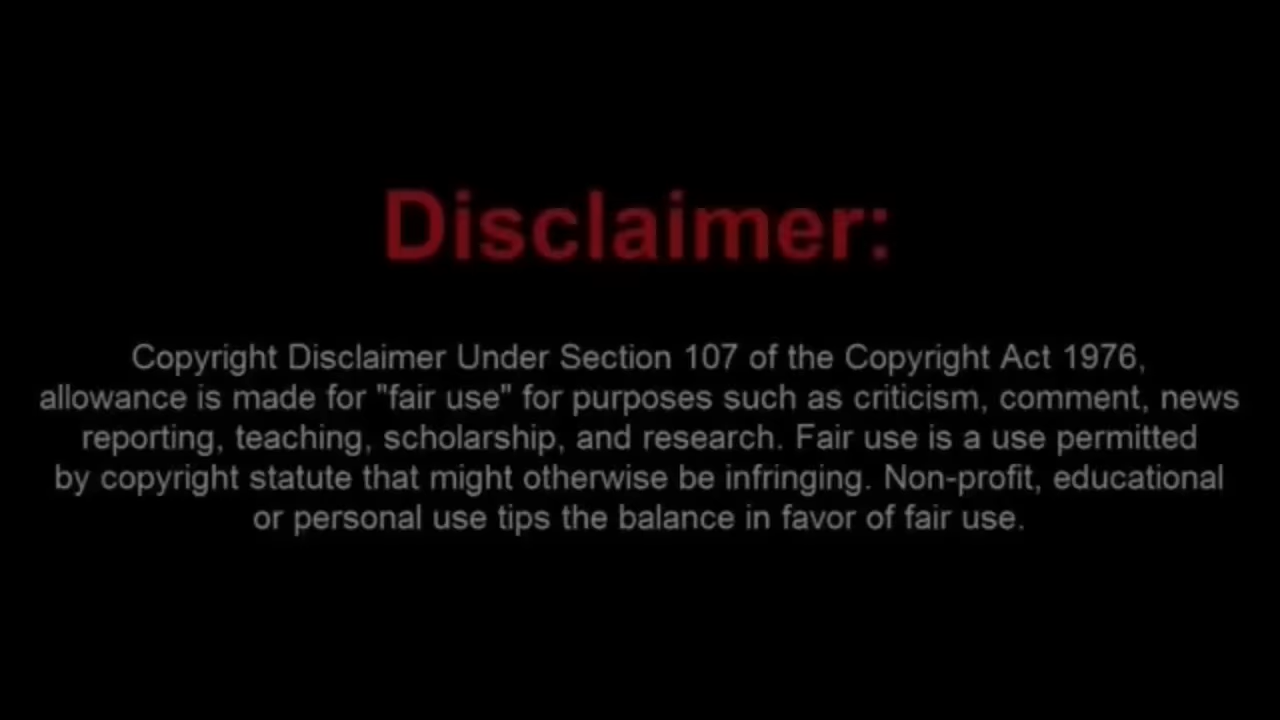 Disclaimer:
Copyright Disclaimer Under Section 107 of the Copyright Act 1976,
allowance is made for "fair use" for purposes such as criticism, comment, news
reporting, teaching, scholarship, and research. Fair use is a use permitted
by copyright statute that might otherwise be infringing. Non-profit, educational
or personal use tips the balance in favor of fair use.